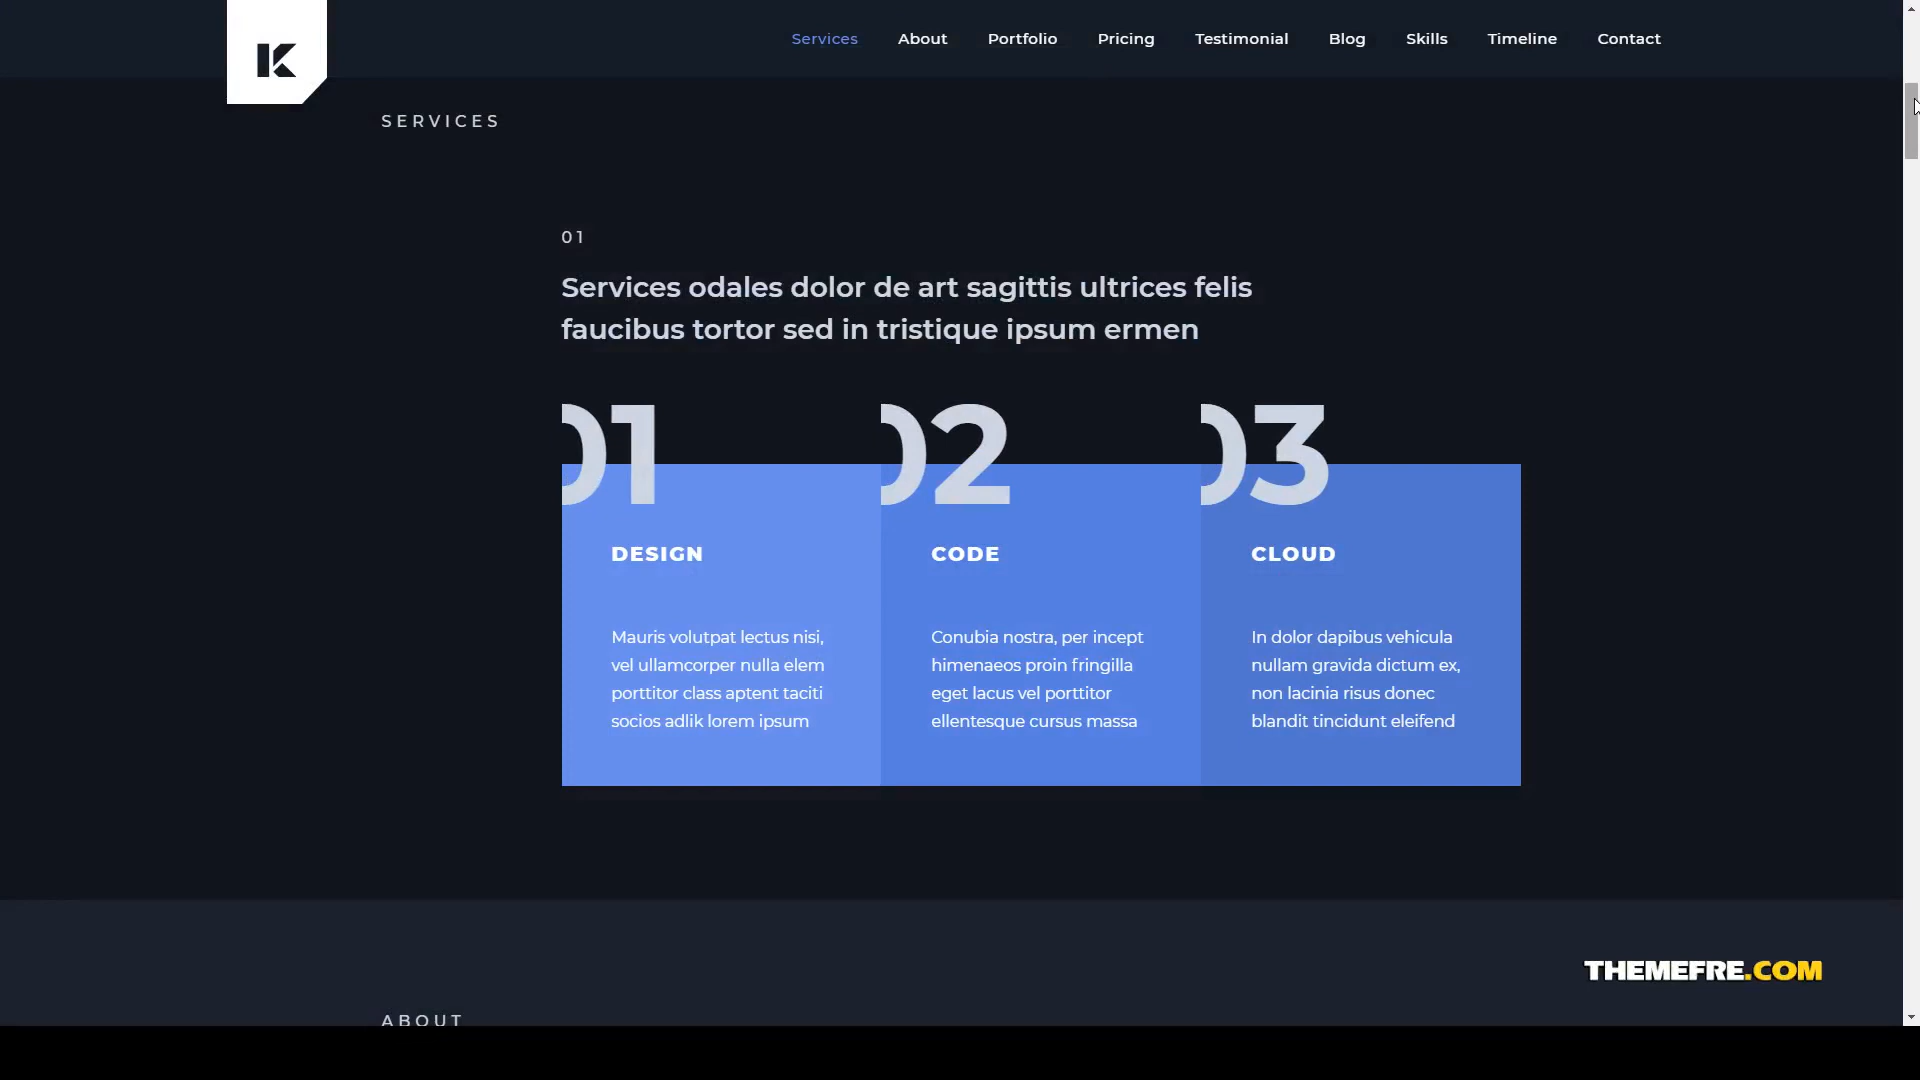 K
Services About Portfolio Pricing Testimonial Blog Skills Timeline Contact
SERVICES
01
Services odales dolor de art sagittis ultrices felis
faucibus tortor sed in tristique ipsum ermen
01
DESIGN
Mauris volutpat lectus nisi,
vel ullamcorper nulla elem
porttitor class aptent taciti
socios adlik lorem ipsum
02
CODE
Conubia nostra, per incept
himenaeos proin fringilla
eget lacus vel porttitor
ellentesque cursus massa
03
CLOUD
In dolor dapibus vehicula
nullam gravida dictum ex,
non lacinia risus donec
blandit tincidunt eleifend
THEMEFRE.COM
ABOUT